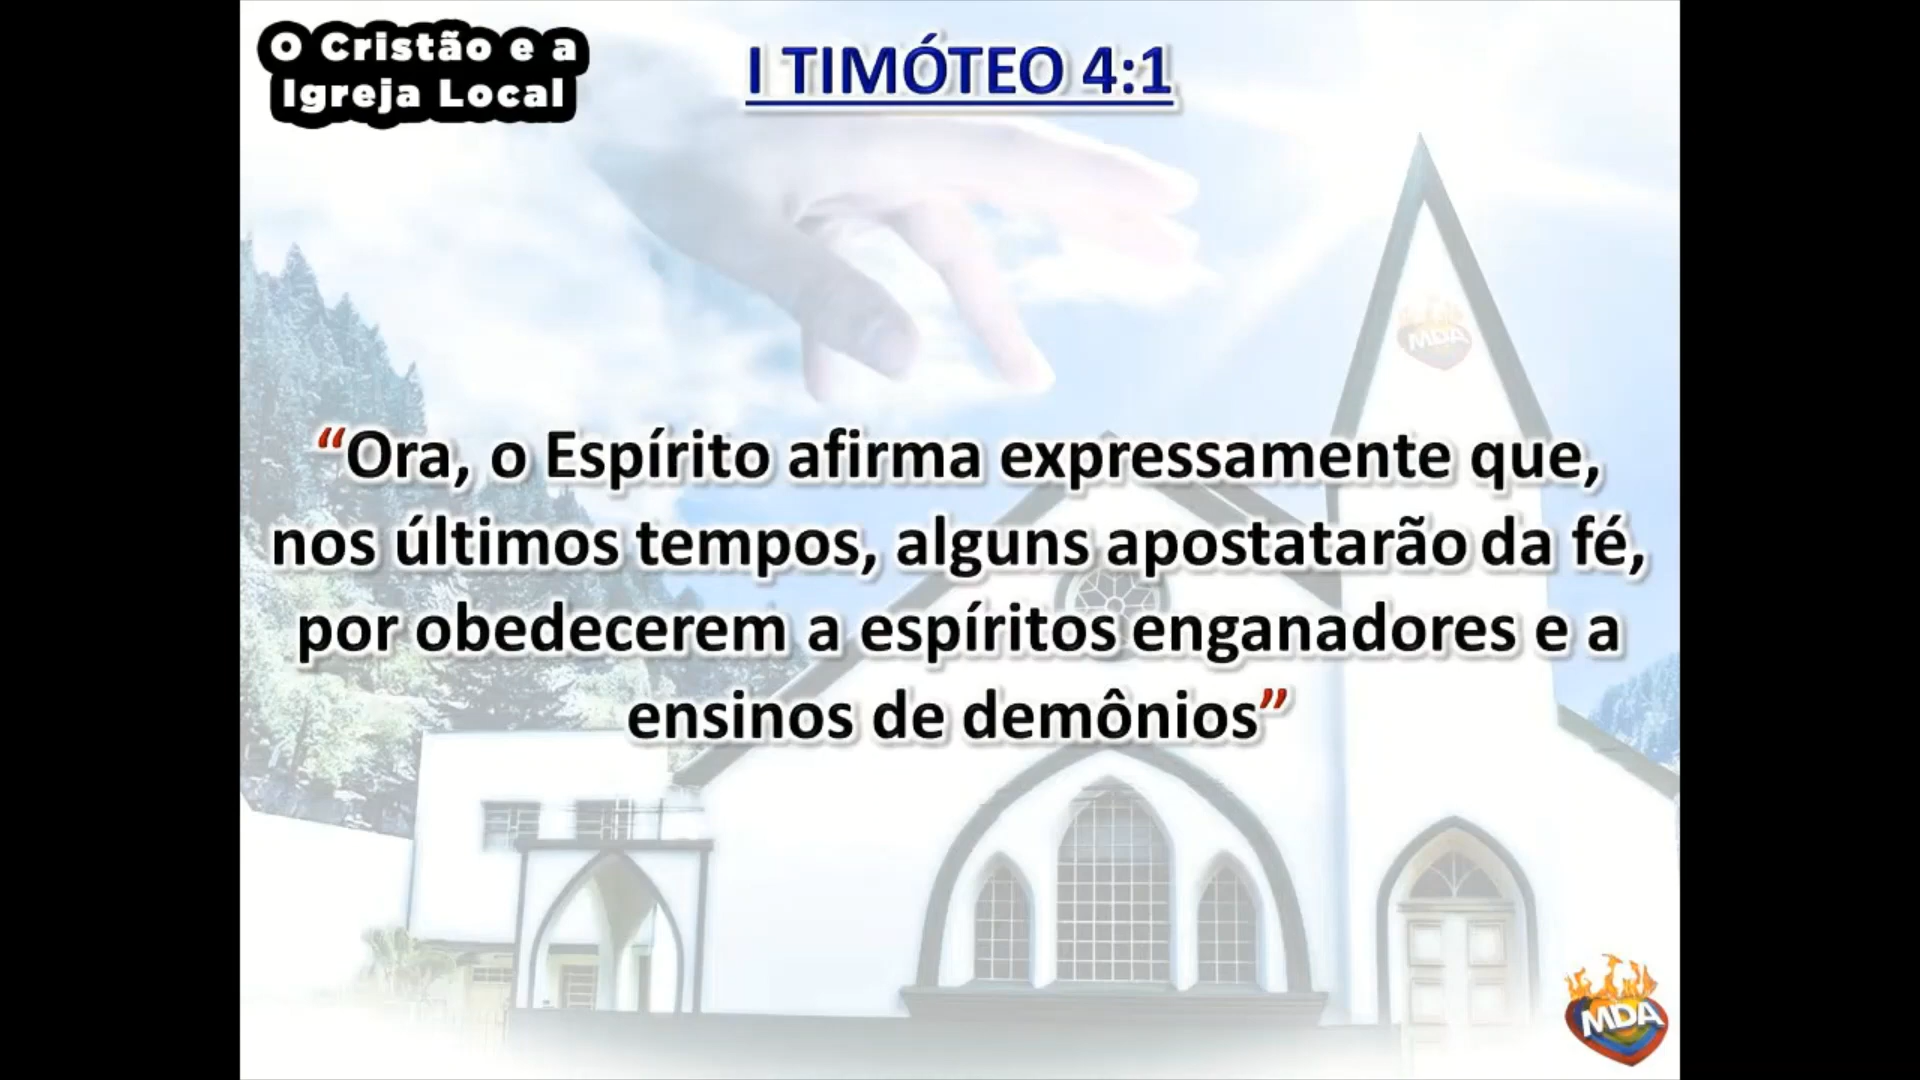 O Cristão e a
Igreja Local
I TIMÓTEO 4:1
MDA
“Ora, o Espírito afirma expressamente que,
nos últimos tempos, alguns apostatarão da fé,
por obedecerem a espíritos enganadores e a
ensinos de demônios”
MDA